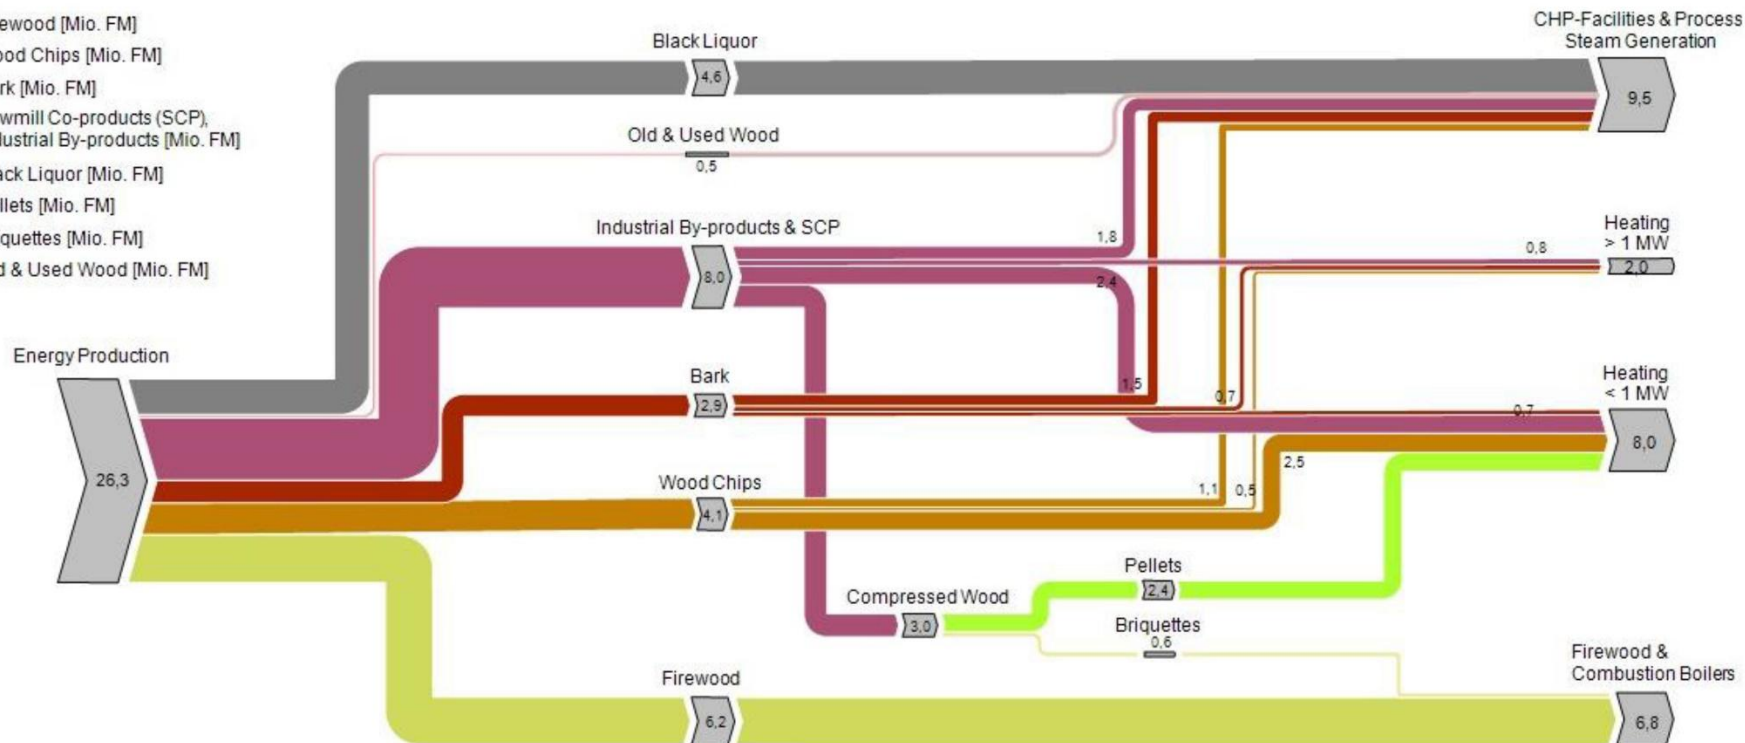 ewood [Mio. FM]
ood Chips [Mio. FM]
rk [Mio. FM]
wmill Co-products (SCP),
dustrial By-products [Mio. FM]
ack Liquor [Mio. FM]
llets [Mio. FM]
quettes [Mio. FM]
d & Used Wood [Mio. FM]
Energy Production
26,3
Black Liquor
4,6
Old & Used Wood
0,5
Industrial By-products & SCP
8,0
1,8
2,4
Bark
2,9
1,5
0,7
0,7
Wood Chips
4,1
1,1
0,5
2,5
Compressed Wood
3,0
Pellets
2,4
Briquettes
0,6
Firewood
6,2
CHP-Facilities & Process
Steam Generation
9,5
0,8
Heating
> 1 MW
2,0
Heating
< 1 MW
8,0
Firewood &
Combustion Boilers
6,8